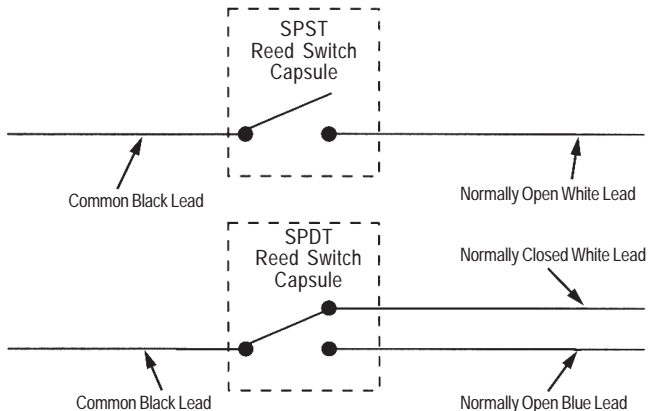 SPST
Reed Switch
Capsule
Common Black Lead
Normally Open White Lead
SPDT
Reed Switch
Capsule
Normally Closed White Lead
Common Black Lead
Normally Open Blue Lead